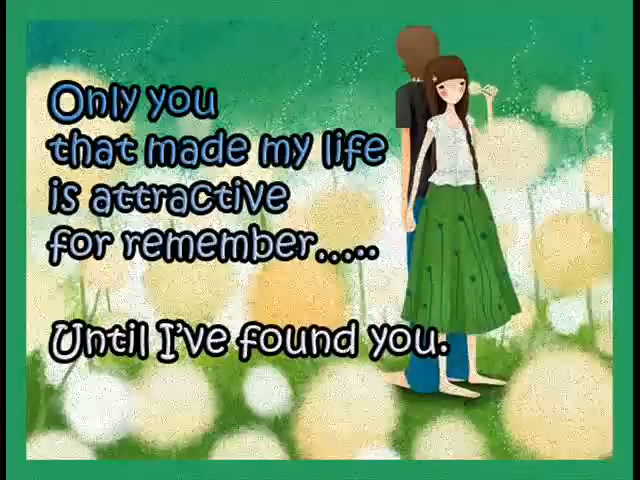 Only you
that made my life
is attractive
for remember.....
Until I've found you.